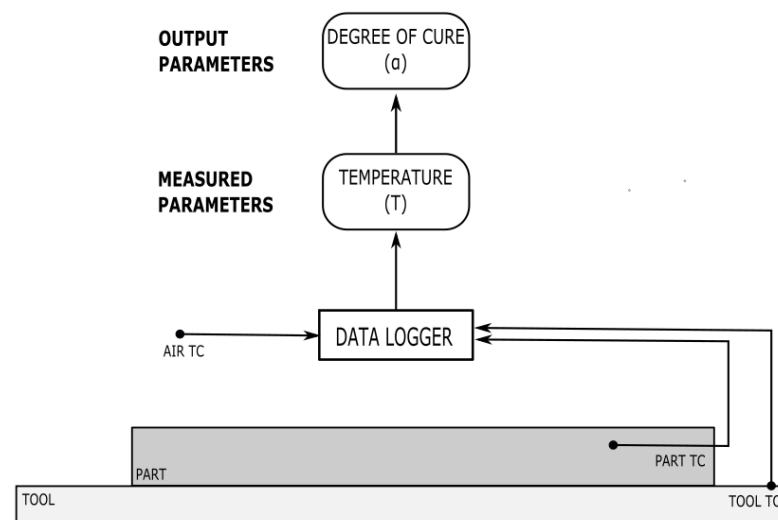 OUTPUT
PARAMETERS
DEGREE OF CURE
(α)
MEASURED
PARAMETERS
TEMPERATURE
(T)
DATA LOGGER
AIR TC
PART
PART TC
TOOL
TOOL TC